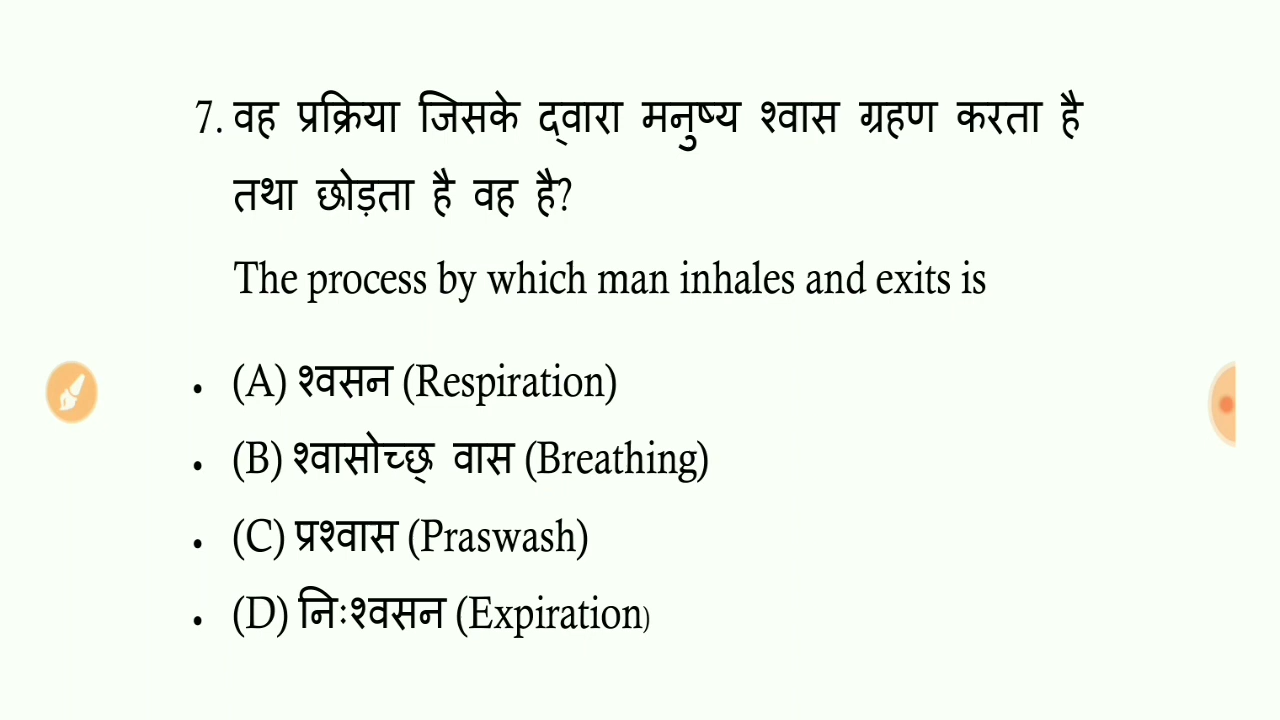 7. वह प्रक्रिया जिसके द्‌वारा मनुष्य श्वास ग्रहण करता है
तथा छोड़ता है वह है?
The process by which man inhales and exits is
• (A) श्वसन (Respiration)
• (B) श्वासोच्छ् वास (Breathing)
• (C) प्रश्वास (Praswash)
• (D) निःश्वसन (Expiration)